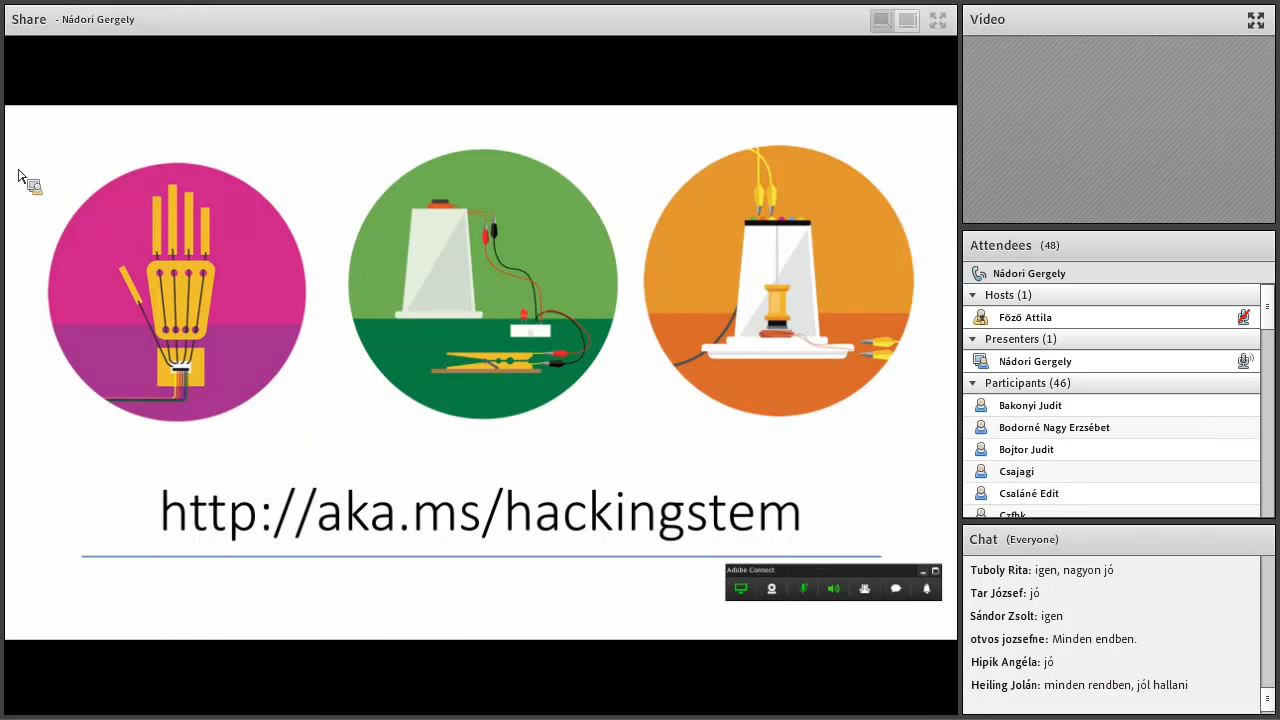 Share - Nádori Gergely
http://aka.ms/hackingstem
Adobe Connect
Video
Attendees (48)
Nádori Gergely
Hosts (1)
Főző Attila
Presenters (1)
Nádori Gergely
Participants (46)
Bakonyi Judit
Bodorné Nagy Erzsébet
Bojtor Judit
Csajagi
Csaláné Edit
Chat (Everyone)
Tuboly Rita: igen, nagyon jó
Tar József: jó
Sándor Zsolt: igen
otvos jozsefne: Minden endben.
Hipik Angéla: jó
Heiling Jolán: minden rendben, jól hallani